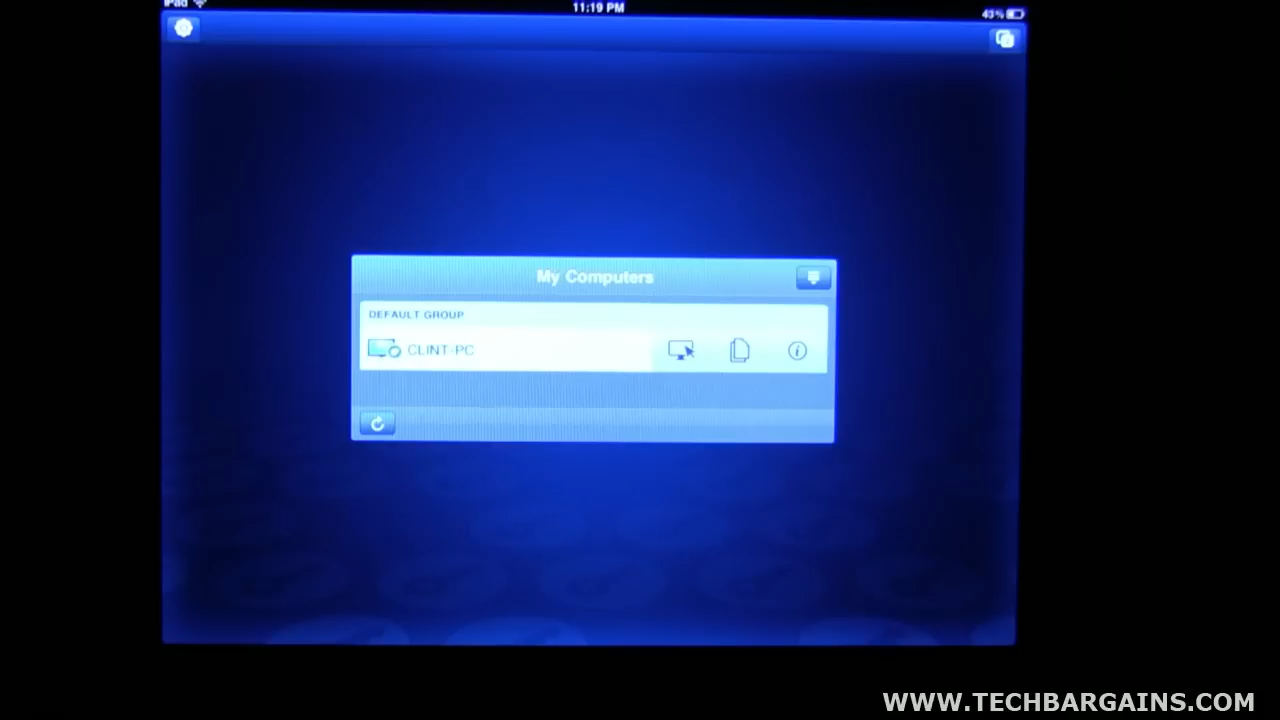 iPad 11:19 PM 43%
My Computers
DEFAULT GROUP
CLINT-PC
WWW.TECHBARGAINS.COM